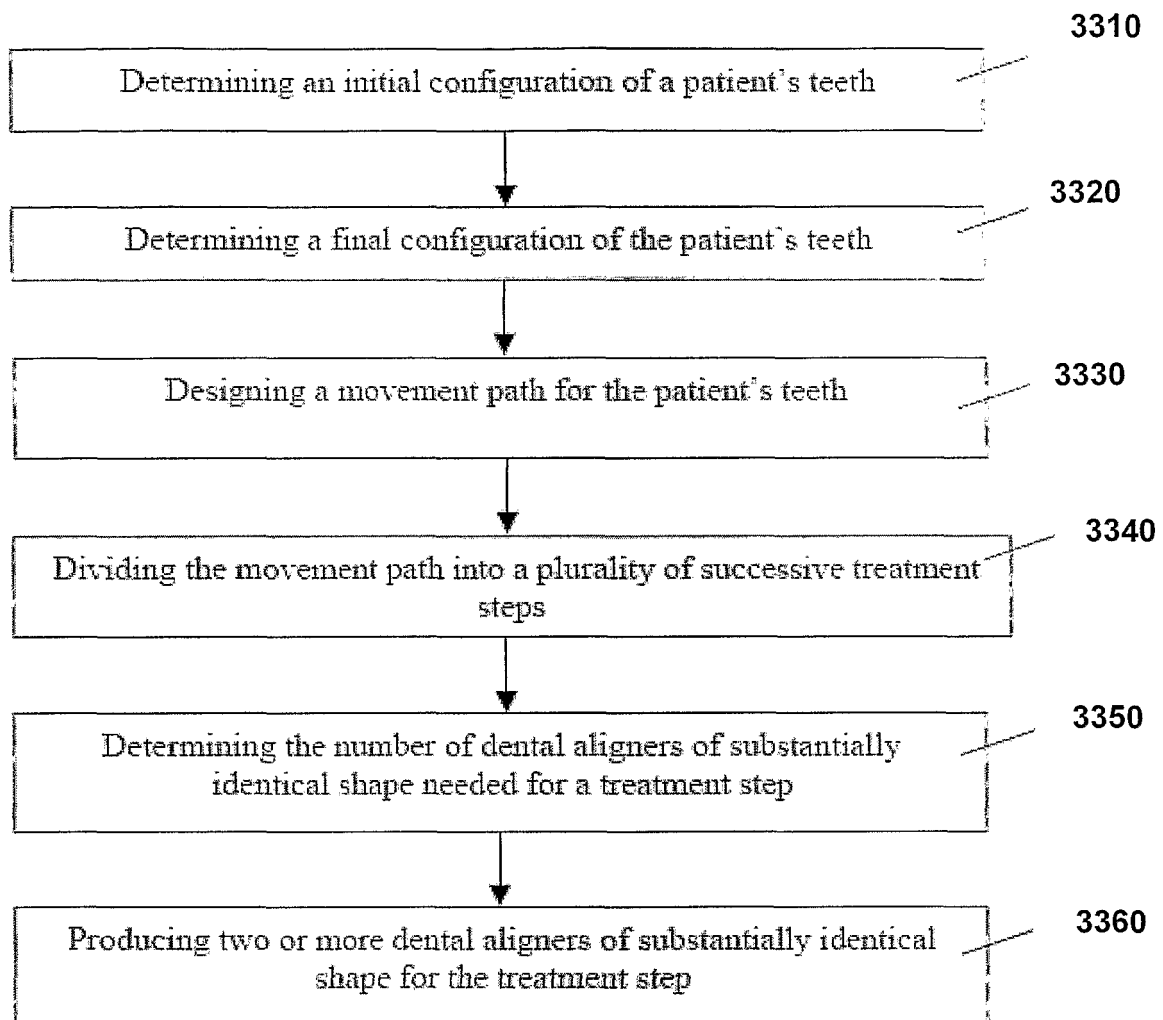 3310
Determining an initial configuration of a patient's teeth
3320
Determining a final configuration of the patient's teeth
3330
Designing a movement path for the patient's teeth
3340
Dividing the movement path into a plurality of successive treatment
steps
3350
Determining the number of dental aligners of substantially
identical shape needed for a treatment step
3360
Producing two or more dental aligners of substantially identical
shape for the treatment step